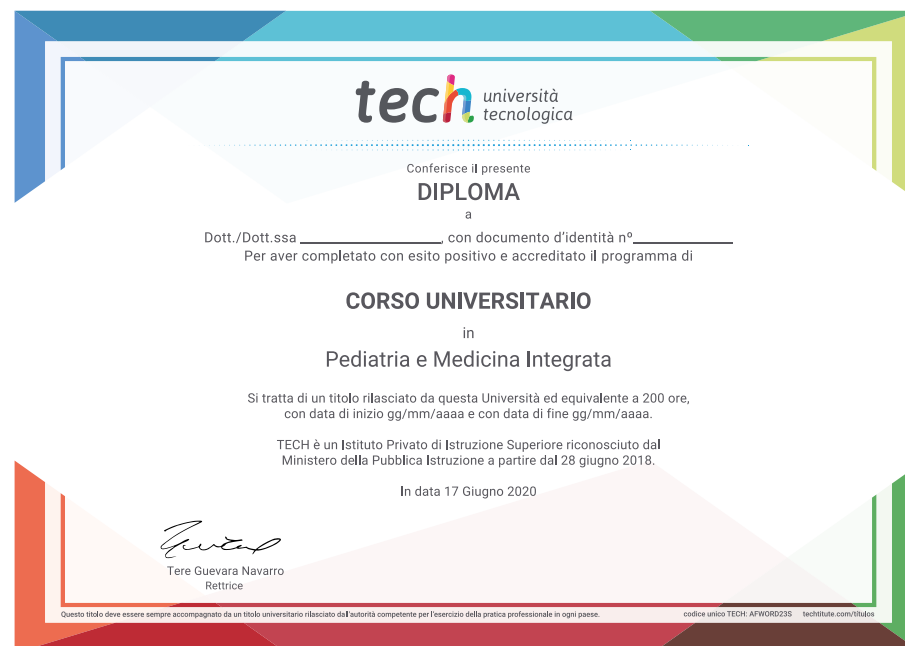 tech università
tecnologica
Conferisce il presente
DIPLOMA
a
Dott./Dott.ssa ____________________, con documento d'identità nº______________
Per aver completato con esito positivo e accreditato il programma di
CORSO UNIVERSITARIO
in
Pediatria e Medicina Integrata
Si tratta di un titolo rilasciato da questa Università ed equivalente a 200 ore,
con data di inizio gg/mm/aaaa e con data di fine gg/mm/aaaa.
TECH è un Istituto Privato di Istruzione Superiore riconosciuto dal
Ministero della Pubblica Istruzione a partire dal 28 giugno 2018.
In data 17 Giugno 2020
Tere Guevara Navarro
Rettrice
Questo titolo deve essere sempre accompagnato da un titolo universitario rilasciato dall'autorità competente per l'esercizio della pratica professionale in ogni paese. codice unico TECH: AFWORD23S techtitute.com/titulos